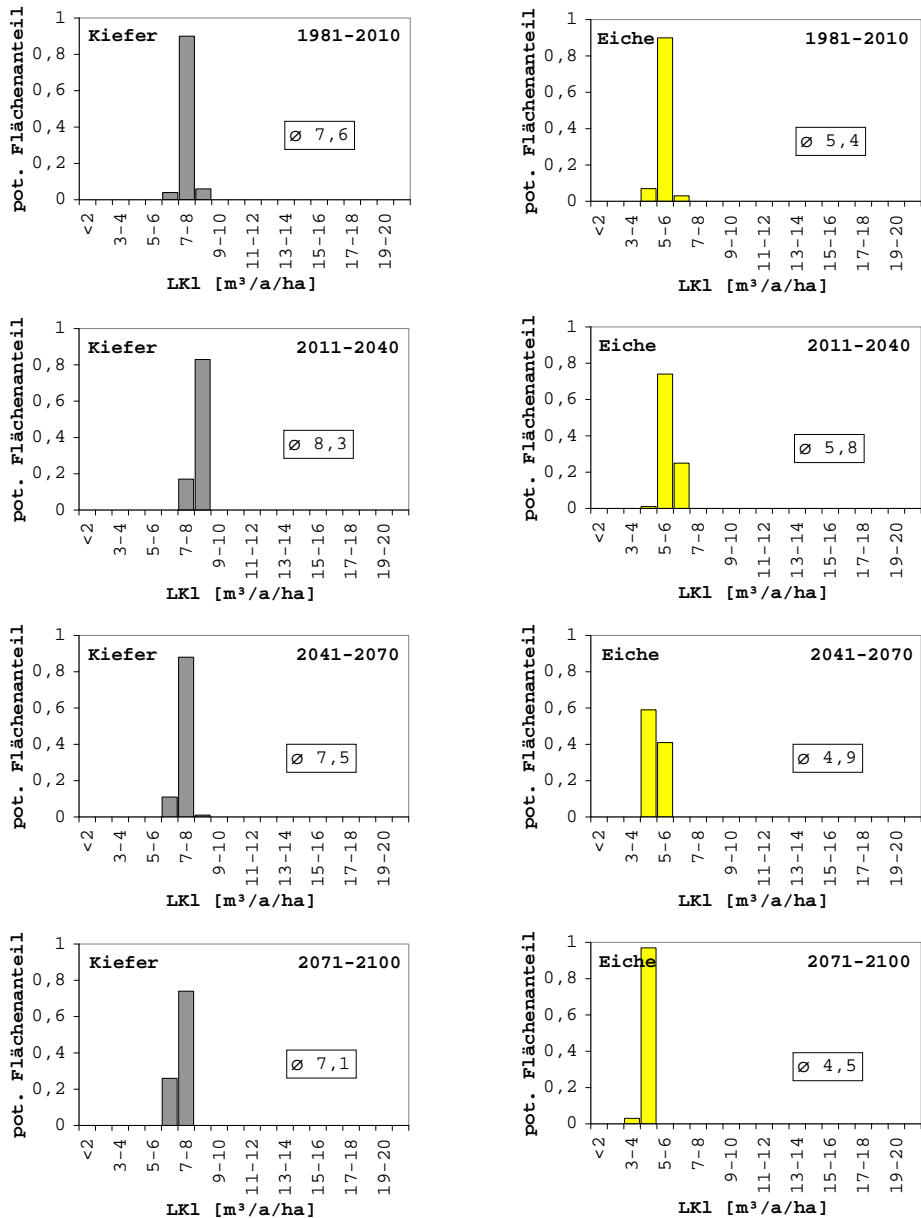 Kiefer 1981-2010
pot. Flächenanteil
1
0,8
0,6
0,4
0,2
0
ø 7,6
<2 3-4 5-6 7-8 9-10 11-12 13-14 15-16 17-18 19-20
LKl [m³/a/ha]
Eiche 1981-2010
pot. Flächenanteil
1
0,8
0,6
0,4
0,2
0
ø 5,4
<2 3-4 5-6 7-8 9-10 11-12 13-14 15-16 17-18 19-20
LKl [m³/a/ha]
Kiefer 2011-2040
pot. Flächenanteil
1
0,8
0,6
0,4
0,2
0
ø 8,3
<2 3-4 5-6 7-8 9-10 11-12 13-14 15-16 17-18 19-20
LKl [m³/a/ha]
Eiche 2011-2040
pot. Flächenanteil
1
0,8
0,6
0,4
0,2
0
ø 5,8
<2 3-4 5-6 7-8 9-10 11-12 13-14 15-16 17-18 19-20
LKl [m³/a/ha]
Kiefer 2041-2070
pot. Flächenanteil
1
0,8
0,6
0,4
0,2
0
ø 7,5
<2 3-4 5-6 7-8 9-10 11-12 13-14 15-16 17-18 19-20
LKl [m³/a/ha]
Eiche 2041-2070
pot. Flächenanteil
1
0,8
0,6
0,4
0,2
0
ø 4,9
<2 3-4 5-6 7-8 9-10 11-12 13-14 15-16 17-18 19-20
LKl [m³/a/ha]
Kiefer 2071-2100
pot. Flächenanteil
1
0,8
0,6
0,4
0,2
0
ø 7,1
<2 3-4 5-6 7-8 9-10 11-12 13-14 15-16 17-18 19-20
LKl [m³/a/ha]
Eiche 2071-2100
pot. Flächenanteil
1
0,8
0,6
0,4
0,2
0
ø 4,5
<2 3-4 5-6 7-8 9-10 11-12 13-14 15-16 17-18 19-20
LKl [m³/a/ha]